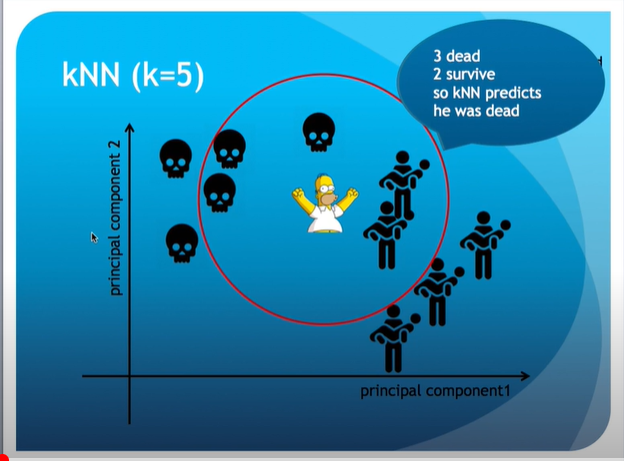 kNN (k=5)
3 dead
2 survive
so kNN predicts
he was dead
principal component 2
principal component1